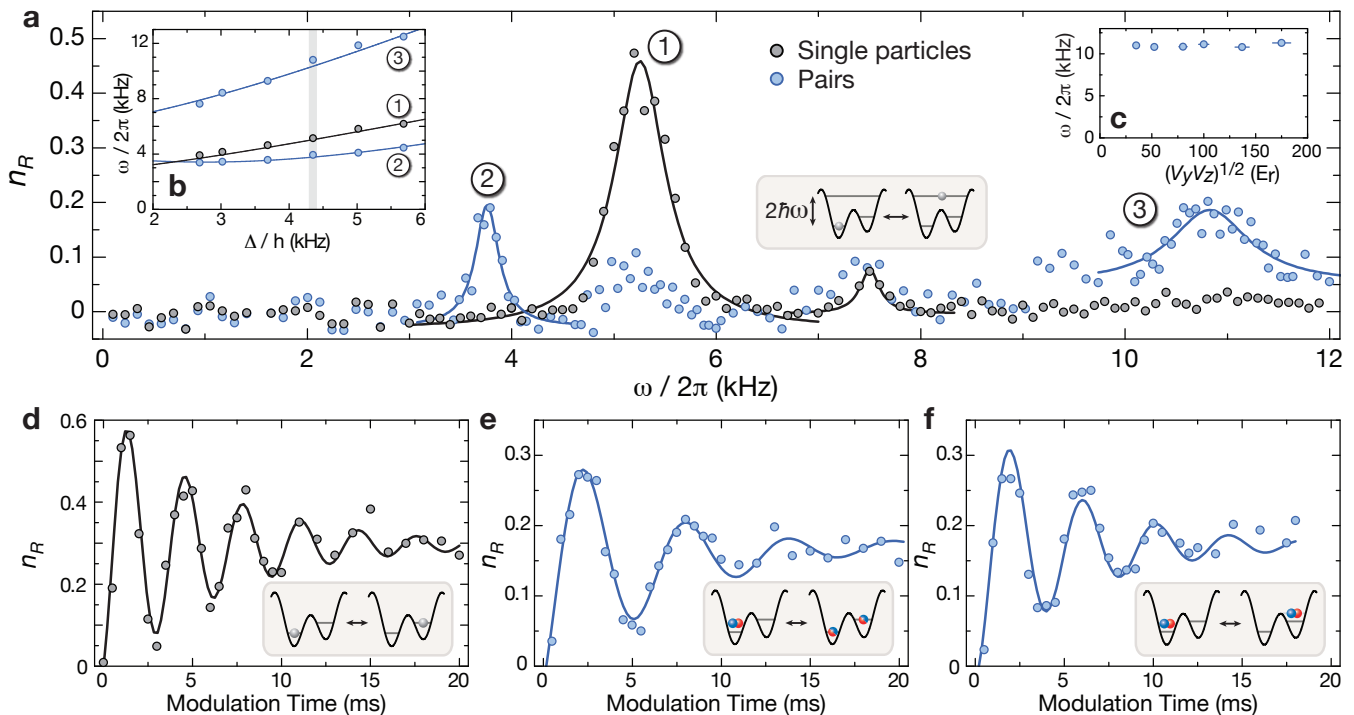 a
0.5
0.4
0.3
0.2
0.1
0
n_R
0 2 4 6 8 10 12
ω / 2π (kHz)
Single particles
Pairs
1
2
3
2ħω
b
12
8
4
0
ω / 2π (kHz)
2 3 4 5 6
Δ / h (kHz)
3
1
2
c
10
5
0
ω / 2π (kHz)
0 50 100 150 200
(VyVz)^1/2 (Er)
d
0.6
0.4
0.2
0
n_R
0 5 10 15 20
Modulation Time (ms)
e
0.3
0.2
0.1
0
n_R
0 5 10 15 20
Modulation Time (ms)
f
0.3
0.2
0.1
0
n_R
0 5 10 15 20
Modulation Time (ms)